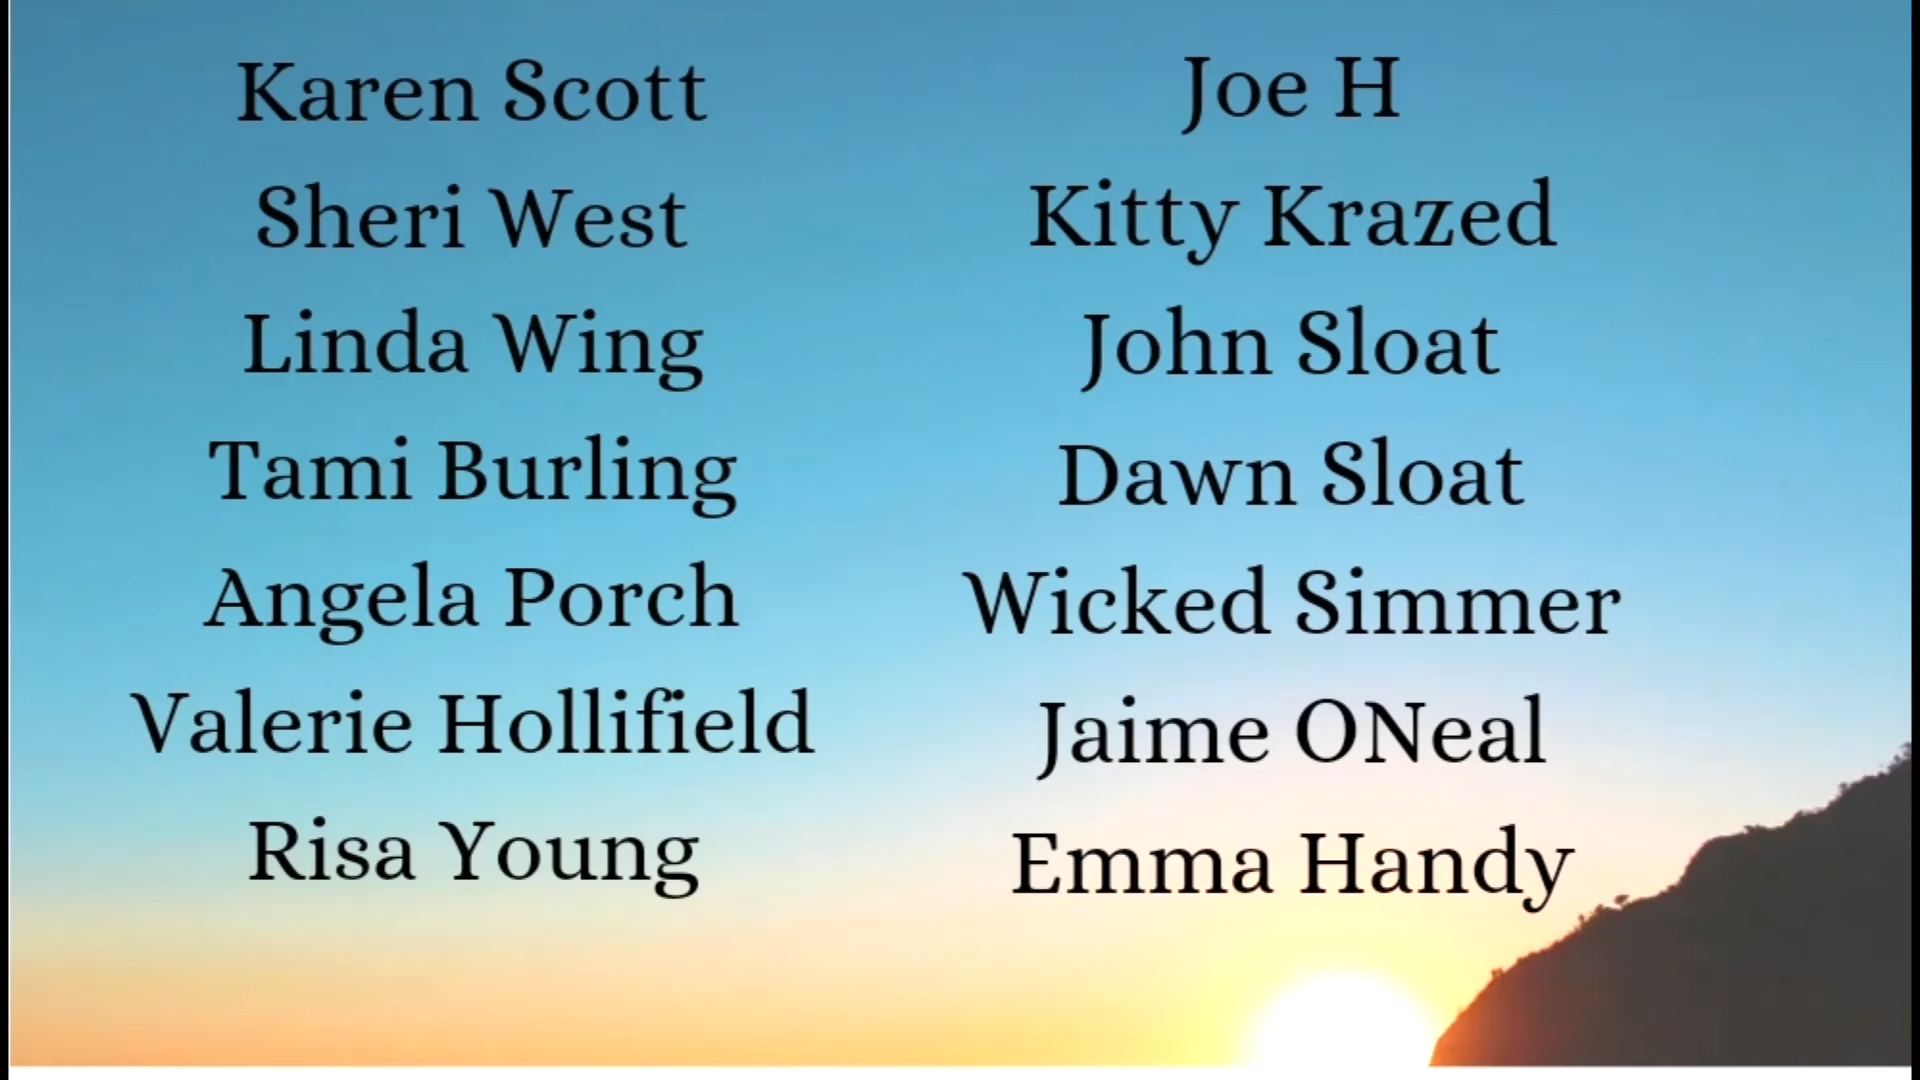 Karen Scott
Sheri West
Linda Wing
Tami Burling
Angela Porch
Valerie Hollifield
Risa Young
Joe H
Kitty Krazed
John Sloat
Dawn Sloat
Wicked Simmer
Jaime ONeal
Emma Handy